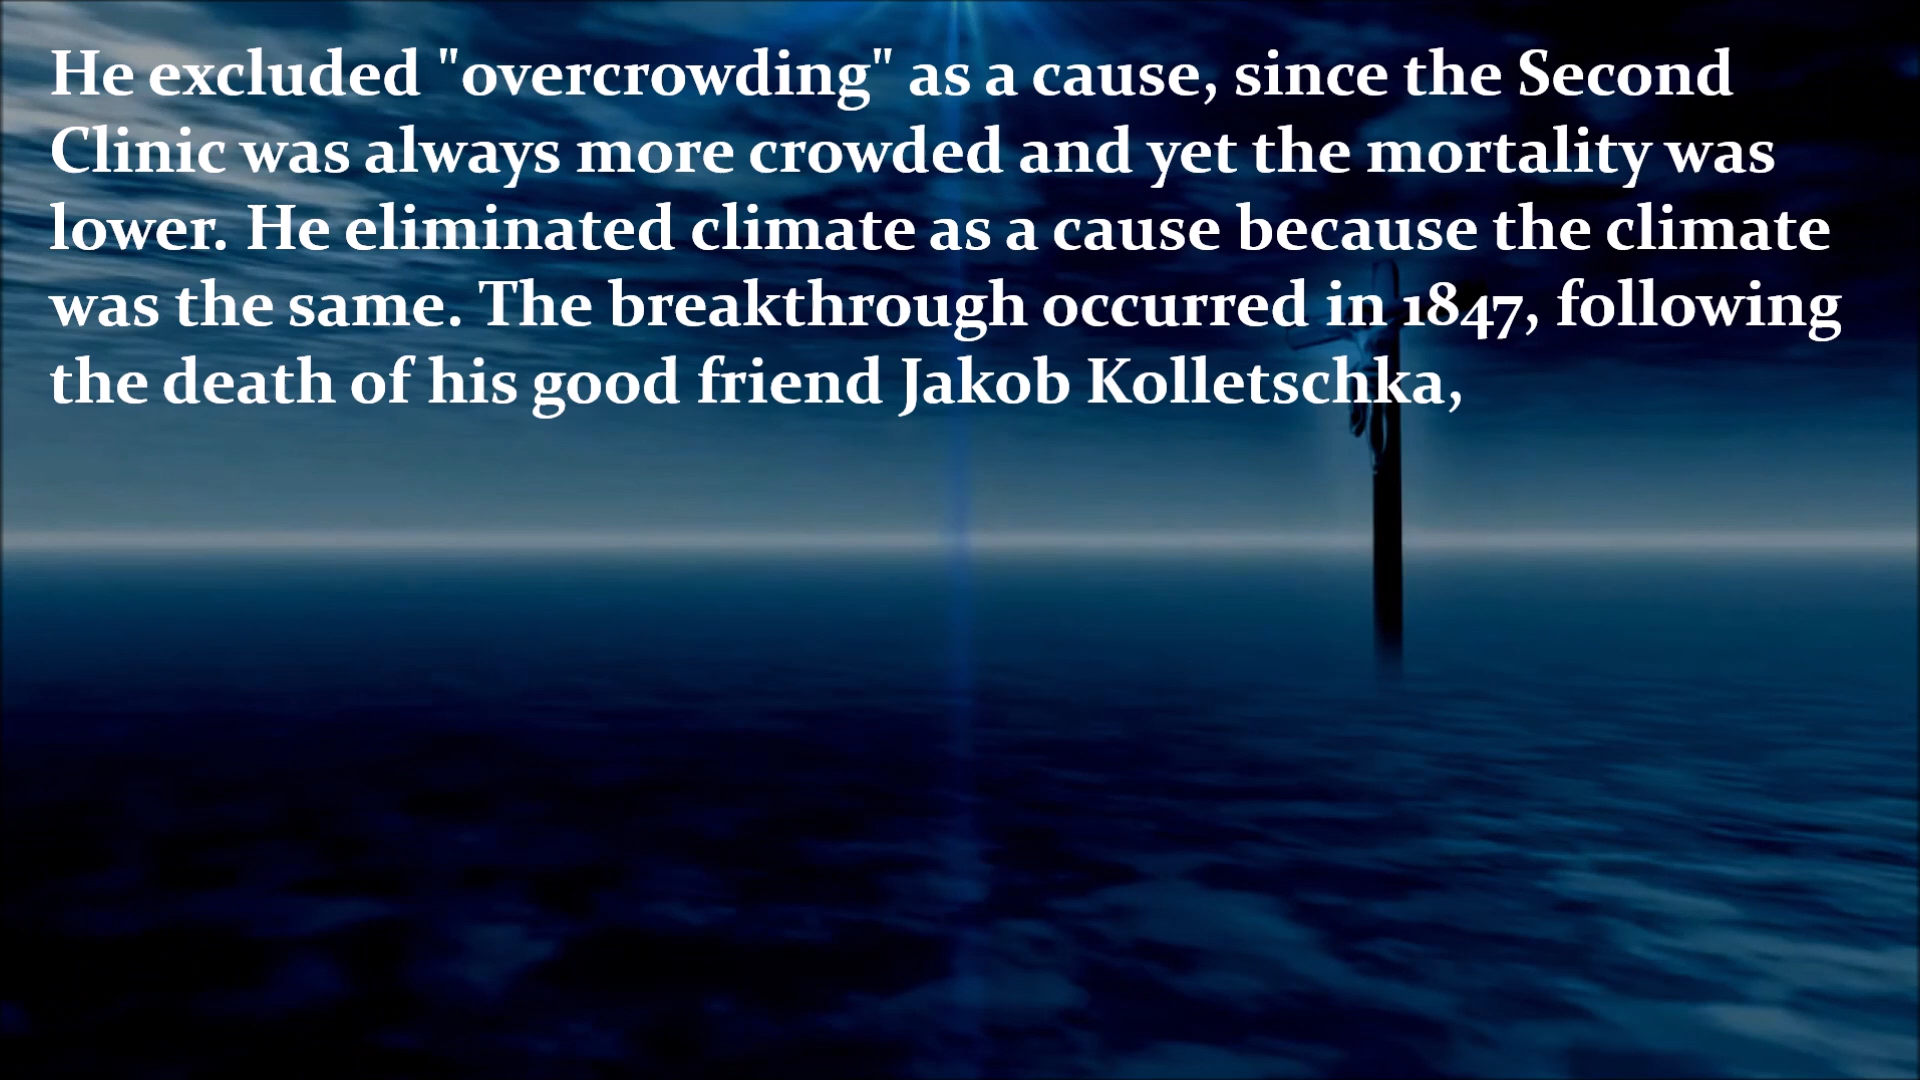 He excluded "overcrowding" as a cause, since the Second
Clinic was always more crowded and yet the mortality was
lower. He eliminated climate as a cause because the climate
was the same. The breakthrough occurred in 1847, following
the death of his good friend Jakob Kolletschka,